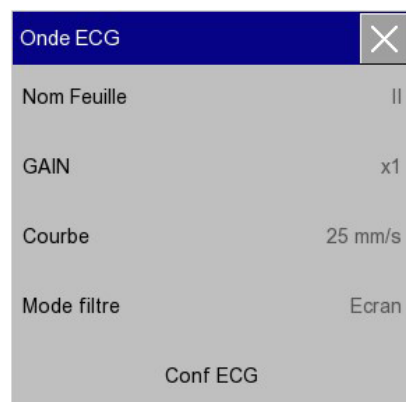 Onde ECG
Nom Feuille II
GAIN x1
Courbe 25 mm/s
Mode filtre Ecran
Conf ECG